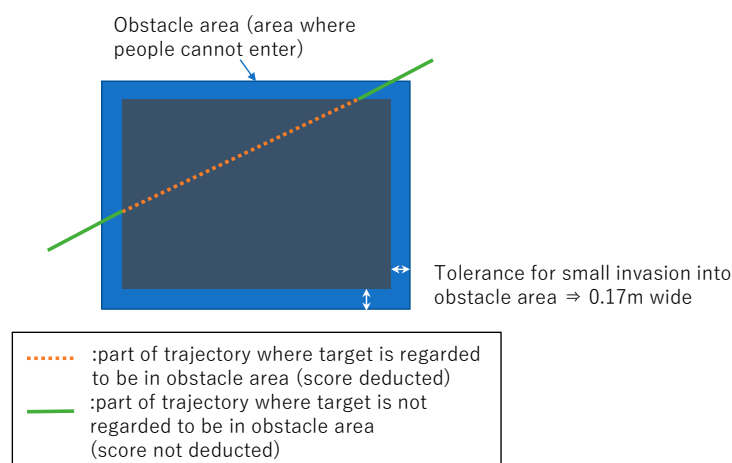 Obstacle area (area where
people cannot enter)
Tolerance for small invasion into
obstacle area ⇒ 0.17m wide
:part of trajectory where target is regarded
to be in obstacle area (score deducted)
:part of trajectory where target is not
regarded to be in obstacle area
(score not deducted)